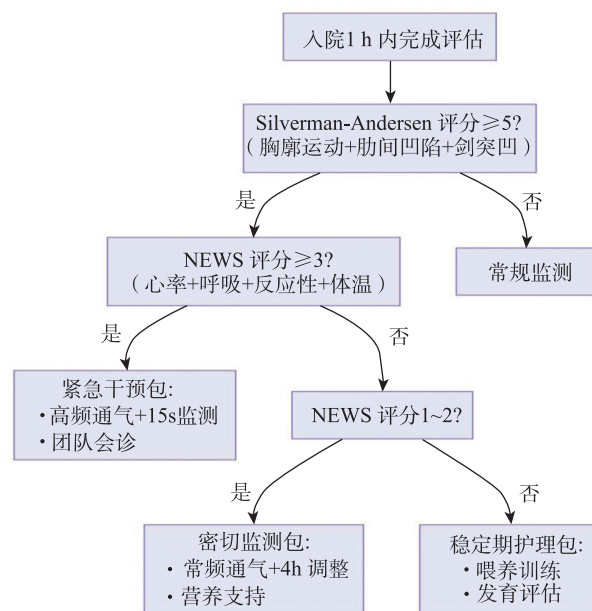 入院1 h 内完成评估
Silverman-Andersen 评分≥5?
（胸廓运动+肋间凹陷+剑突凹）
是
否
NEWS 评分≥3?
（心率+呼吸+反应性+体温）
常规监测
是
否
紧急干预包:
·高频通气+15s监测
·团队会诊
NEWS 评分1~2?
是
否
密切监测包:
· 常频通气+4h 调整
· 营养支持
稳定期护理包:
· 喂养训练
· 发育评估